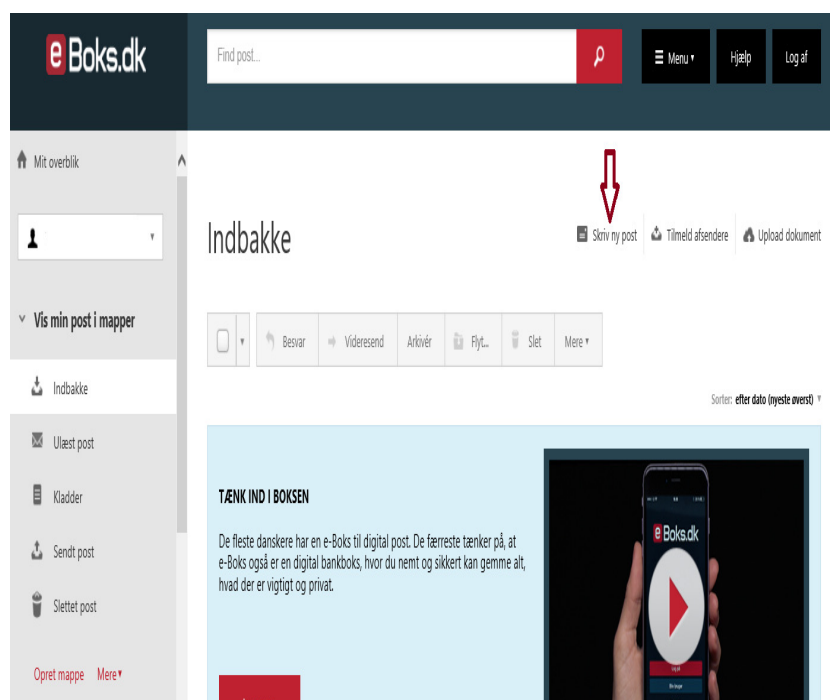 e Boks.dk
Find post...
Menu
Hjælp
Log af
Mit overblik
Indbakke
Skriv ny post
Tilmeld afsendere
Upload dokument
Vis min post i mapper
Besvar
Videresend
Arkivér
Flyt...
Slet
Mere
Indbakke
Sorter: efter dato (nyeste øverst)
Ulæst post
Kladder
Sendt post
Slettet post
Opret mappe Mere
TÆNK IND I BOKSEN
De fleste danskere har en e-Boks til digital post. De færreste tænker på, at
e-Boks også er en digital bankboks, hvor du nemt og sikkert kan gemme alt,
hvad der er vigtigt og privat.
e Boks.dk